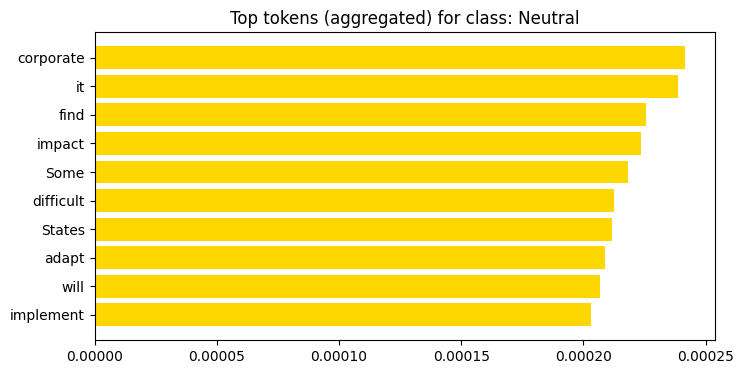 Top tokens (aggregated) for class: Neutral
corporate
it
find
impact
Some
difficult
States
adapt
will
implement
0.00000 0.00005 0.00010 0.00015 0.00020 0.00025